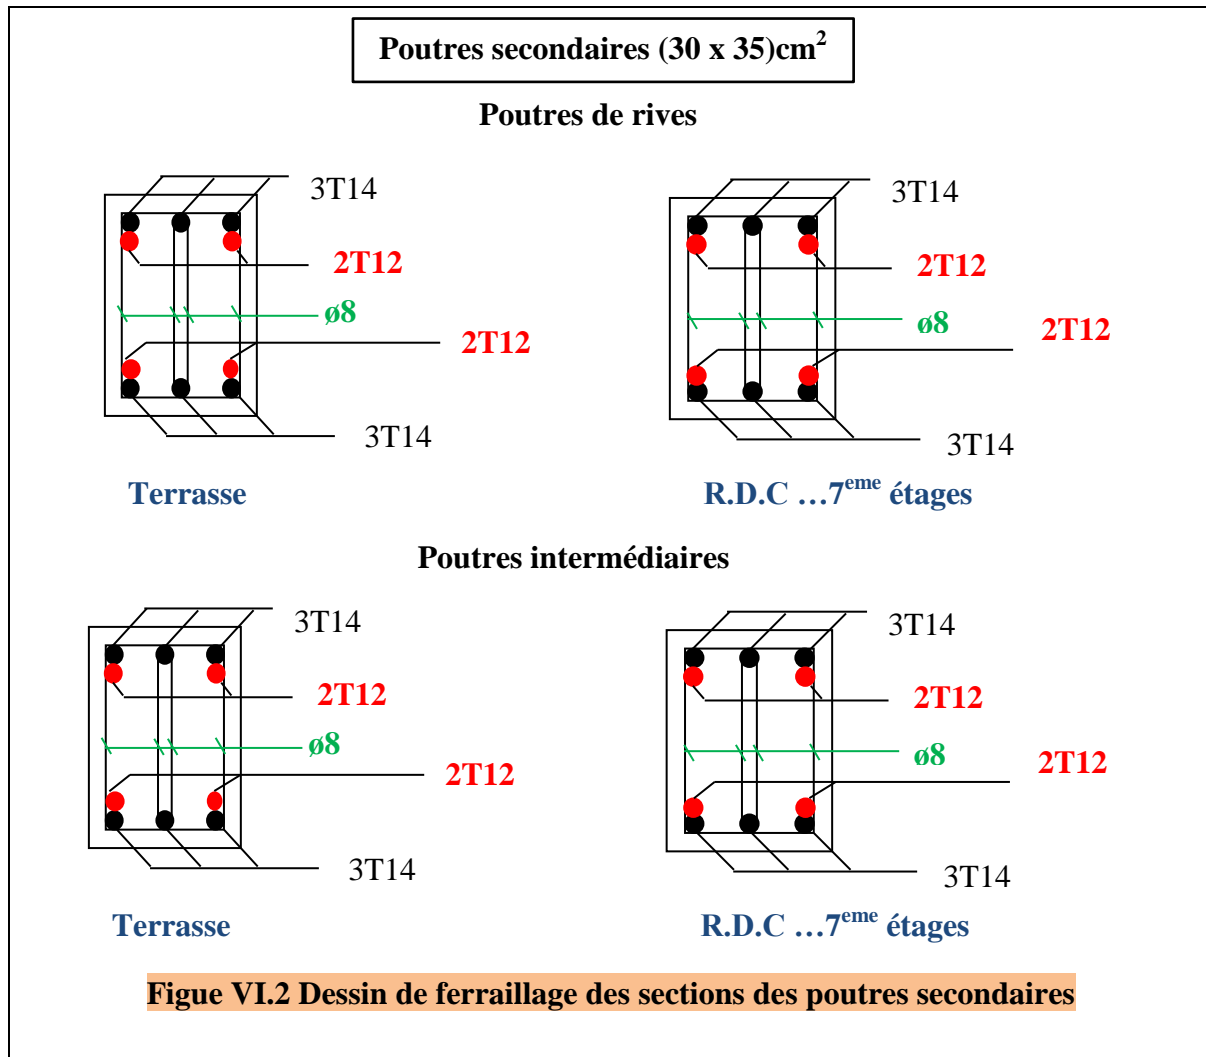 Poutres secondaires (30 x 35)cm²
Poutres de rives
3T14
3T14
2T12
2T12
ø8
ø8
2T12
2T12
3T14
3T14
Terrasse
R.D.C …7eme étages
Poutres intermédiaires
3T14
3T14
2T12
2T12
ø8
ø8
2T12
2T12
3T14
3T14
Terrasse
R.D.C …7eme étages
Figue VI.2 Dessin de ferraillage des sections des poutres secondaires